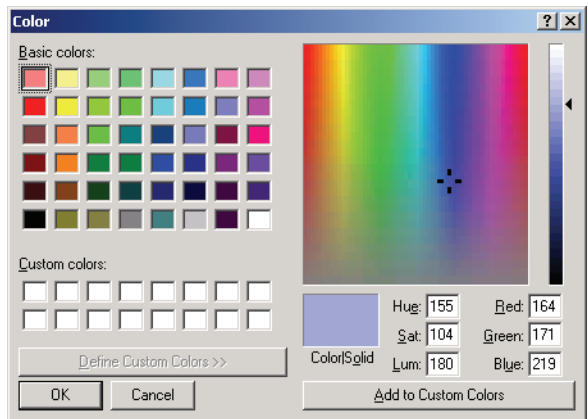 Color
Basic colors:
Custom colors:
Define Custom Colors >>
OK Cancel
Color|Solid
Hue: 155 Red: 164
Sat: 104 Green: 171
Lum: 180 Blue: 219
Add to Custom Colors